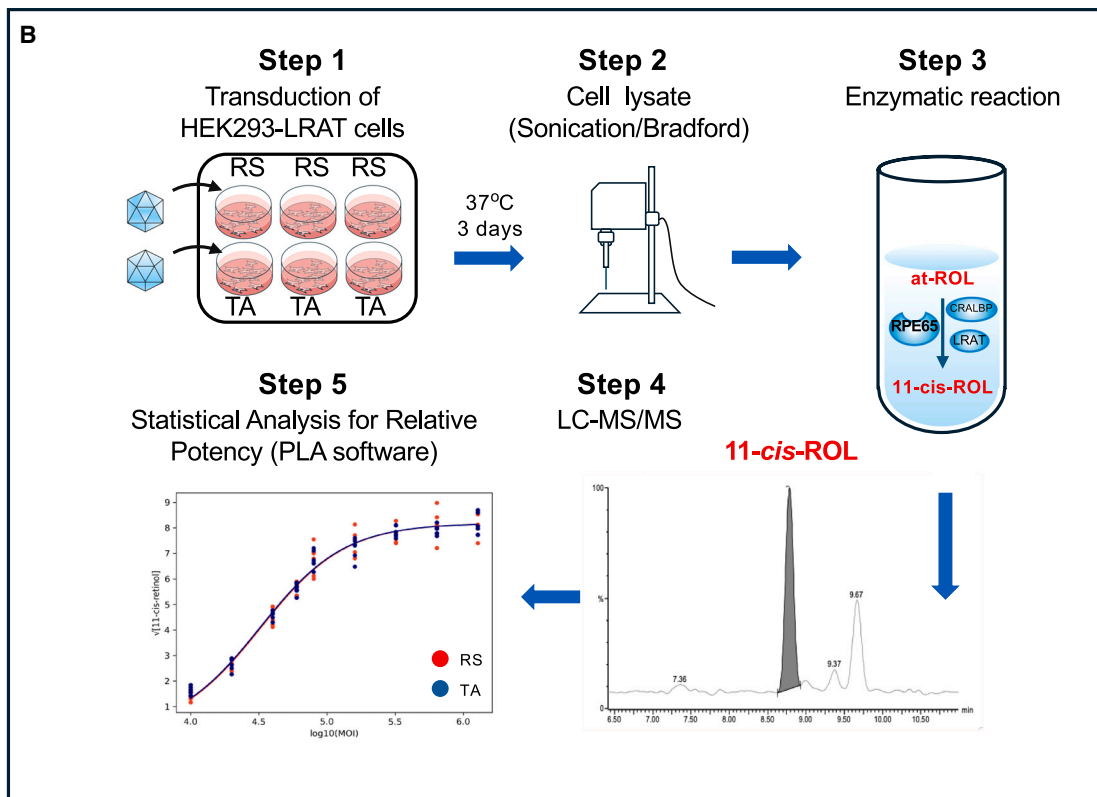 B
Step 1
Transduction of
HEK293-LRAT cells
RS RS RS
TA TA TA
37°C
3 days
Step 2
Cell lysate
(Sonication/Bradford)
Step 3
Enzymatic reaction
at-ROL
RPE65
CRALBP
LRAT
11-cis-ROL
Step 4
LC-MS/MS
11-cis-ROL
100
%
0
7.36
9.37
9.67
6.50 7.00 7.50 8.00 8.50 9.00 9.50 10.00 10.50
min
Step 5
Statistical Analysis for Relative
Potency (PLA software)
√[11-cis-retinol]
9
8
7
6
5
4
3
2
1
RS
TA
4.0 4.5 5.0 5.5 6.0
log10(MOI)